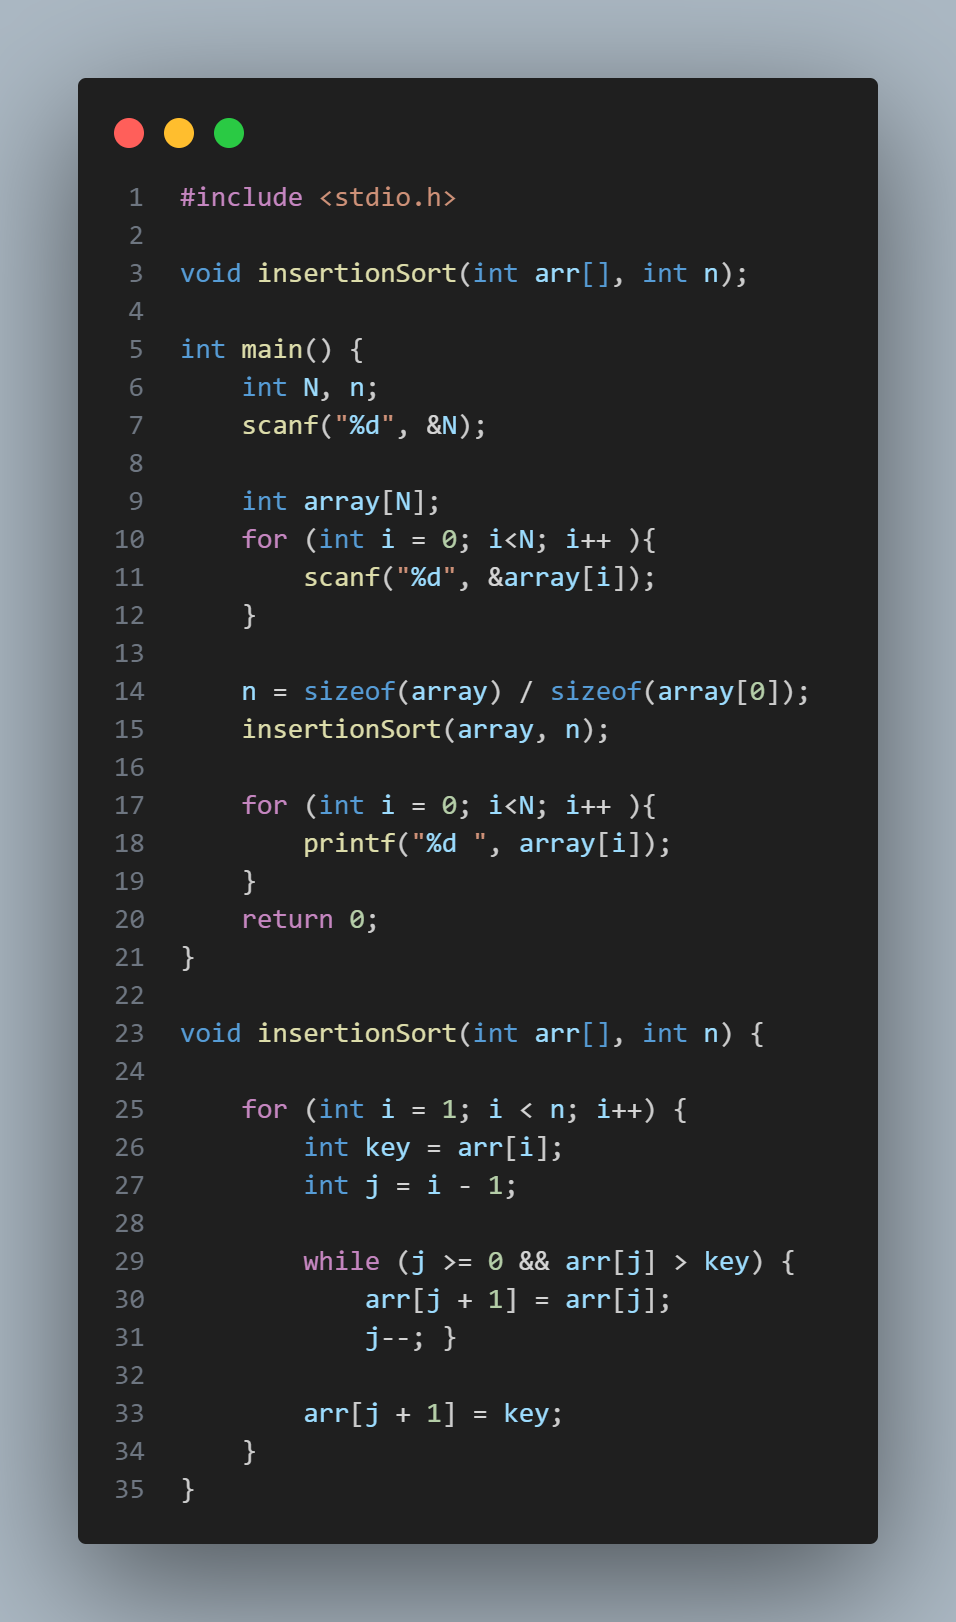 1 #include <stdio.h>
2
3 void insertionSort(int arr[], int n);
4
5 int main() {
6     int N, n;
7     scanf("%d", &N);
8
9     int array[N];
10     for (int i = 0; i<N; i++ ){
11         scanf("%d", &array[i]);
12     }
13
14     n = sizeof(array) / sizeof(array[0]);
15     insertionSort(array, n);
16
17     for (int i = 0; i<N; i++ ){
18         printf("%d ", array[i]);
19     }
20     return 0;
21 }
22
23 void insertionSort(int arr[], int n) {
24
25     for (int i = 1; i < n; i++) {
26         int key = arr[i];
27         int j = i - 1;
28
29         while (j >= 0 && arr[j] > key) {
30             arr[j + 1] = arr[j];
31             j--; }
32
33         arr[j + 1] = key;
34     }
35 }